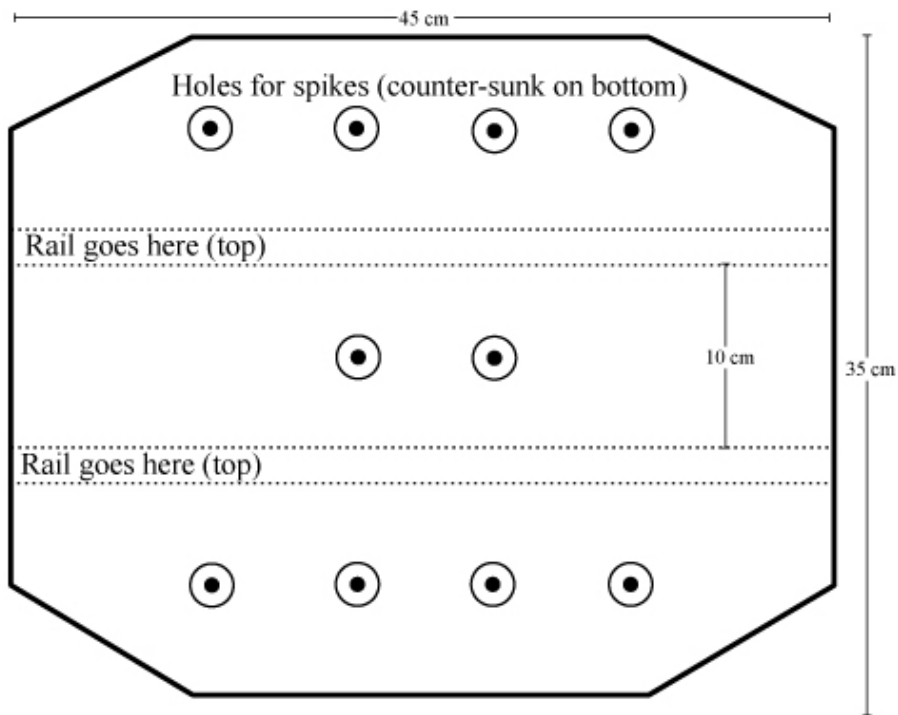 45 cm
Holes for spikes (counter-sunk on bottom)
Rail goes here (top)
10 cm
35 cm
Rail goes here (top)